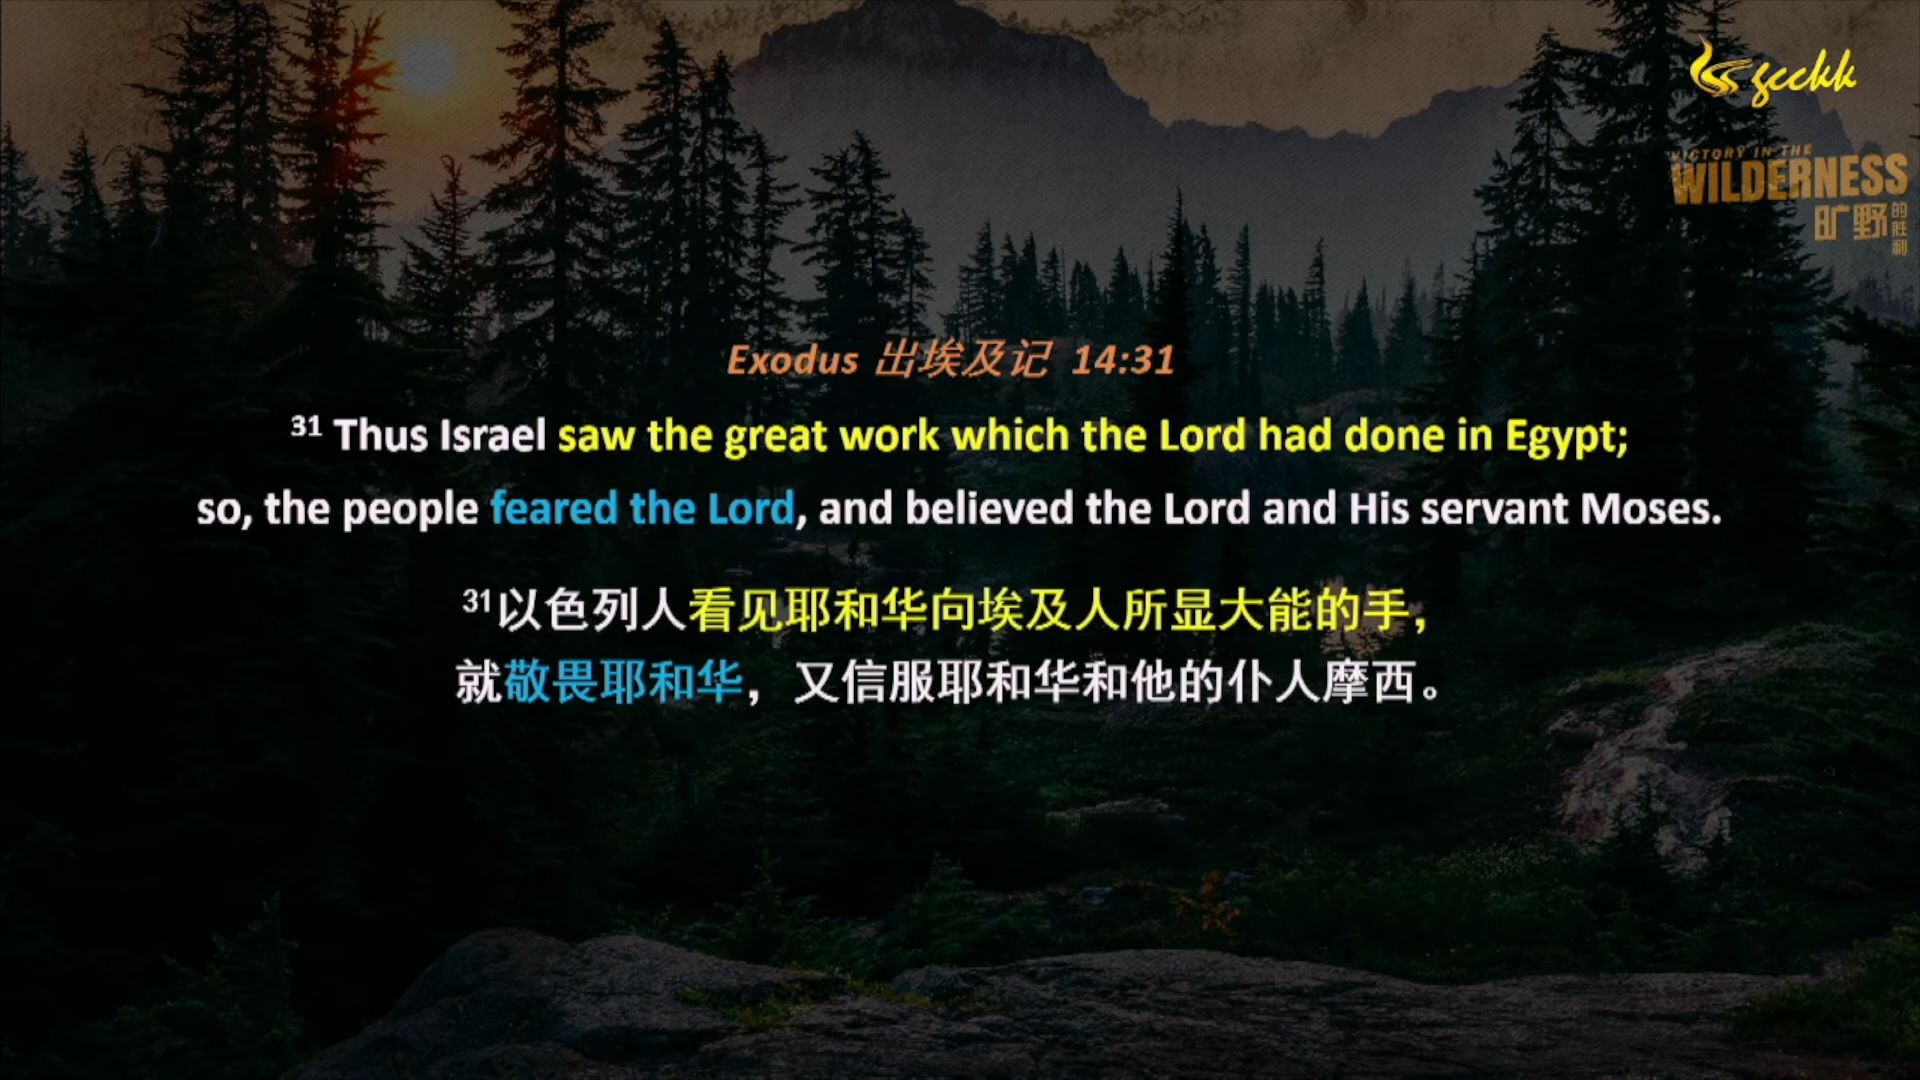 gcckk
VICTORY IN THE
WILDERNESS
旷野的胜利
Exodus 出埃及记 14:31
31 Thus Israel saw the great work which the Lord had done in Egypt;
so, the people feared the Lord, and believed the Lord and His servant Moses.
31以色列人看见耶和华向埃及人所显大能的手，
就敬畏耶和华，又信服耶和华和他的仆人摩西。